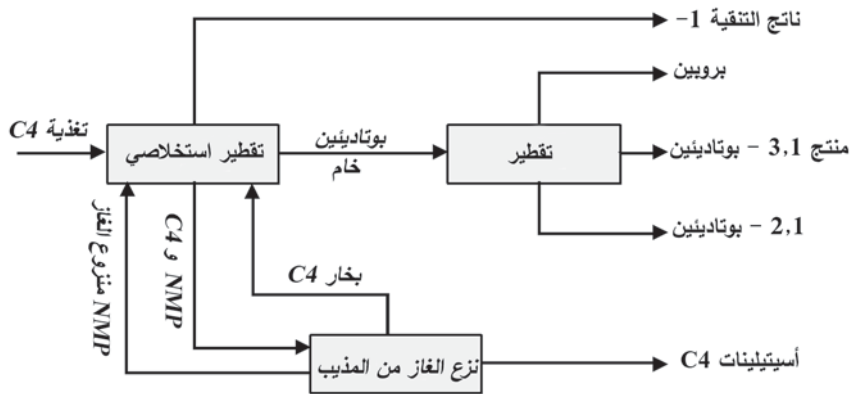 ناتج التنقية 1-
بروبين
تغذية C4
تقطير استخلاصي
بوتاديئين
خام
تقطير
منتج 3,1 - بوتاديئين
2,1 - بوتاديئين
NMP منزوع الغاز
NMP و C4
بخار C4
نزع الغاز من المذيب
أسيتيلينات C4